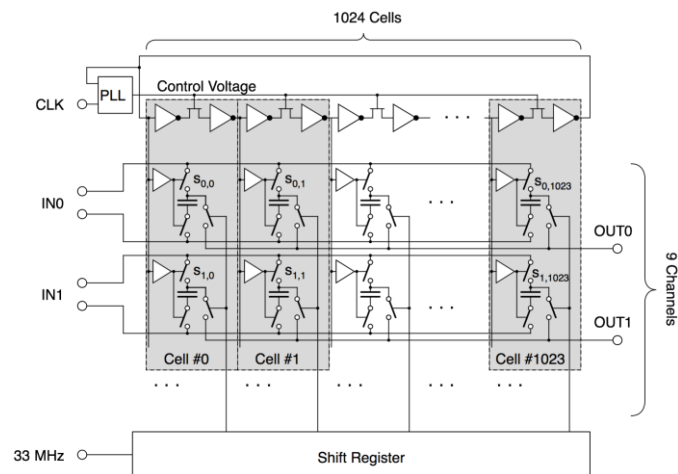 1024 Cells
PLL
Control Voltage
CLK
S0,0
S0,1
S0,1023
IN0
OUT0
S1,0
S1,1
S1,1023
IN1
OUT1
9 Channels
Cell #0
Cell #1
Cell #1023
33 MHz
Shift Register